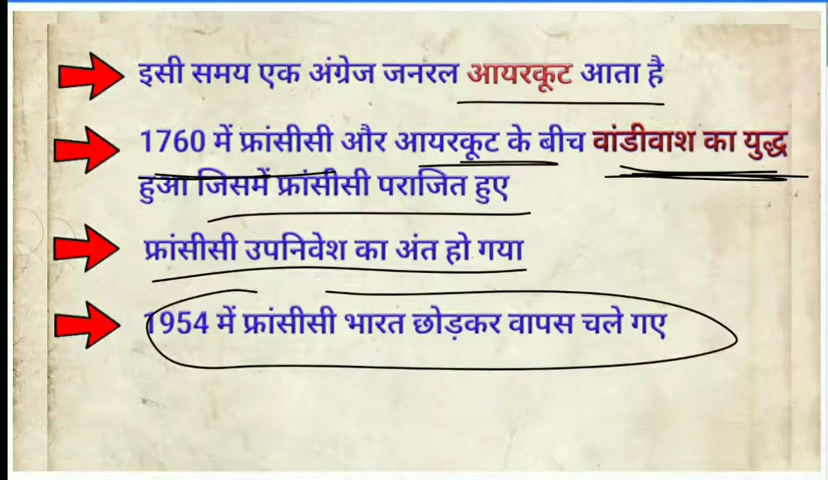 इसी समय एक अंग्रेज जनरल आयरकूट आता है
1760 में फ्रांसीसी और आयरकूट के बीच वांडीवाश का युद्ध
हुआ जिसमें फ्रांसीसी पराजित हुए
फ्रांसीसी उपनिवेश का अंत हो गया
1954 में फ्रांसीसी भारत छोड़कर वापस चले गए